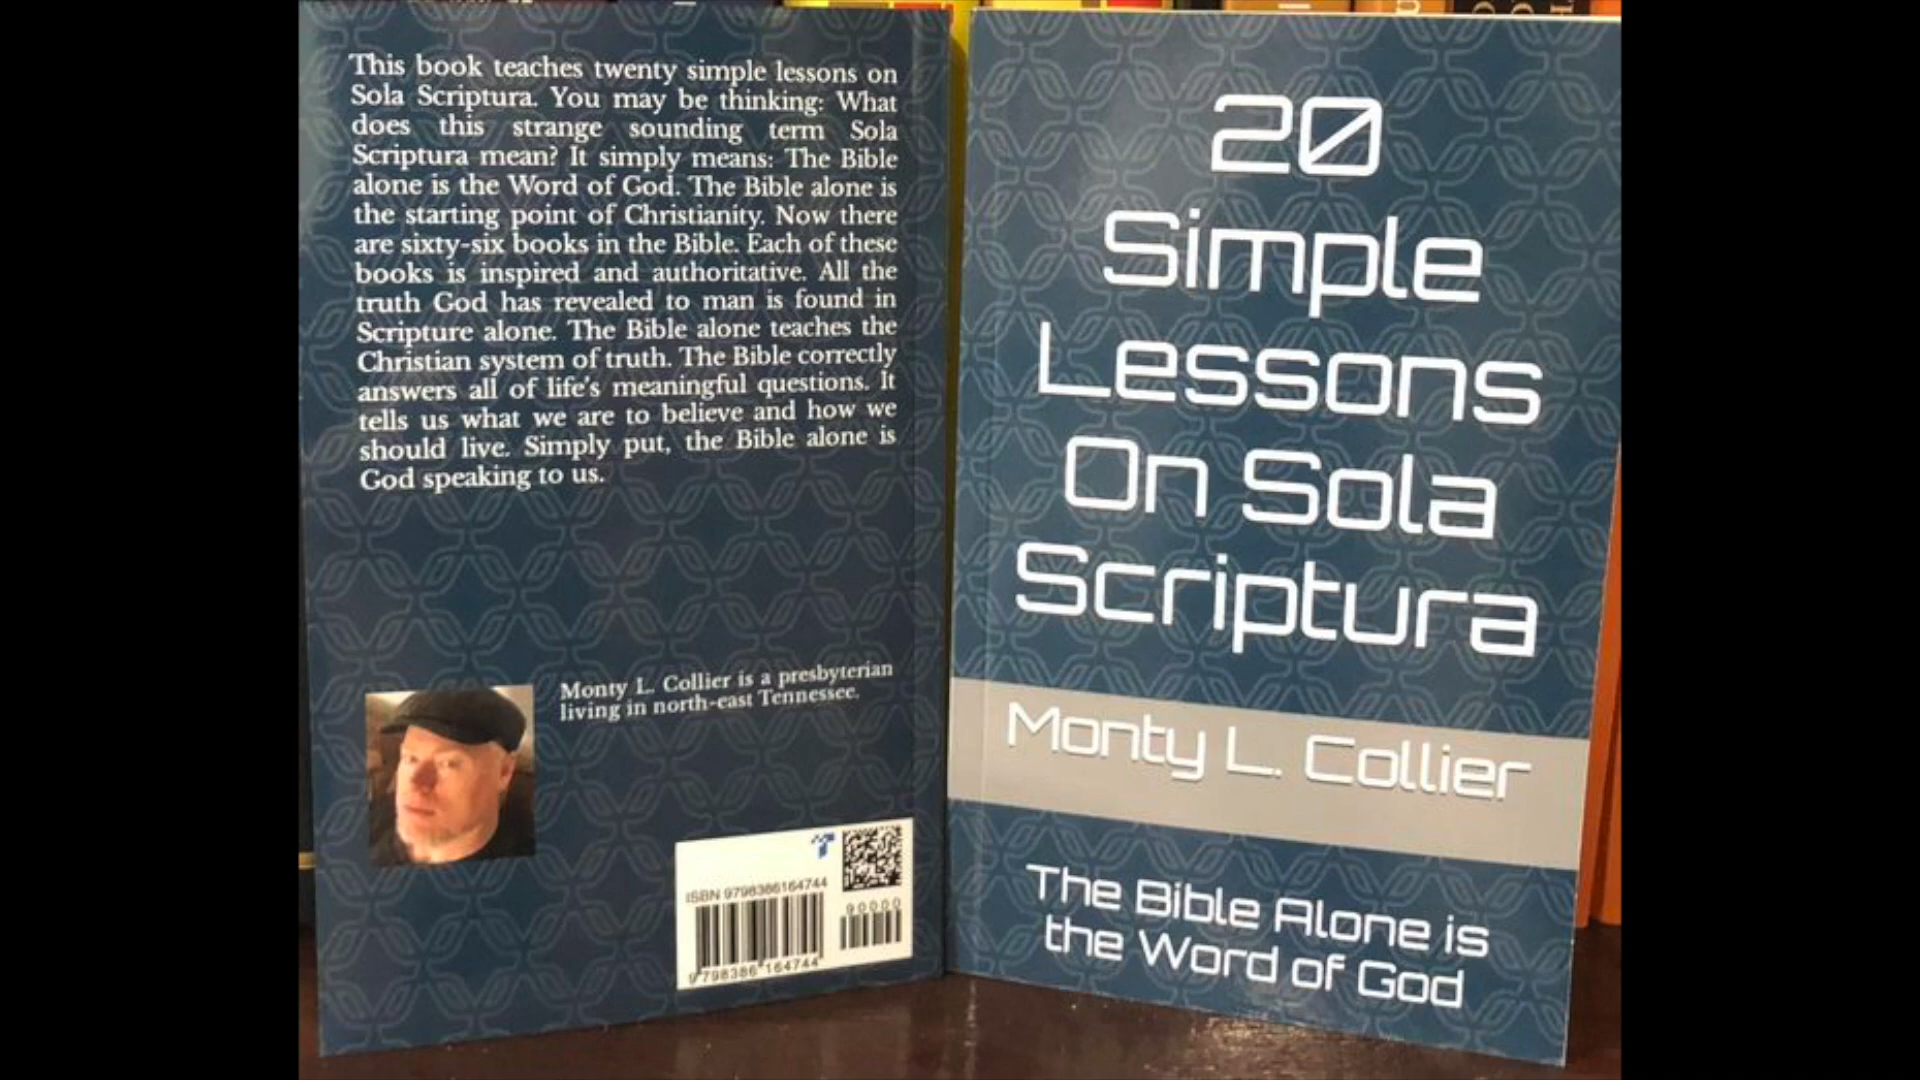 This book teaches twenty simple lessons on
Sola Scriptura. You may be thinking: What
does this strange sounding term Sola
Scriptura mean? It simply means: The Bible
alone is the Word of God. The Bible alone is
the starting point of Christianity. Now there
are sixty-six books in the Bible. Each of these
books is inspired and authoritative. All the
truth God has revealed to man is found in
Scripture alone. The Bible alone teaches the
Christian system of truth. The Bible correctly
answers all of life's meaningful questions. It
tells us what we are to believe and how we
should live. Simply put, the Bible alone is
God speaking to us.
Monty L. Collier is a presbyterian
living in north-east Tennessee.
ISBN 9798386164744
90000
9 798386 164744
20
Simple
Lessons
On Sola
Scriptura
Monty L. Collier
The Bible Alone is
the Word of God